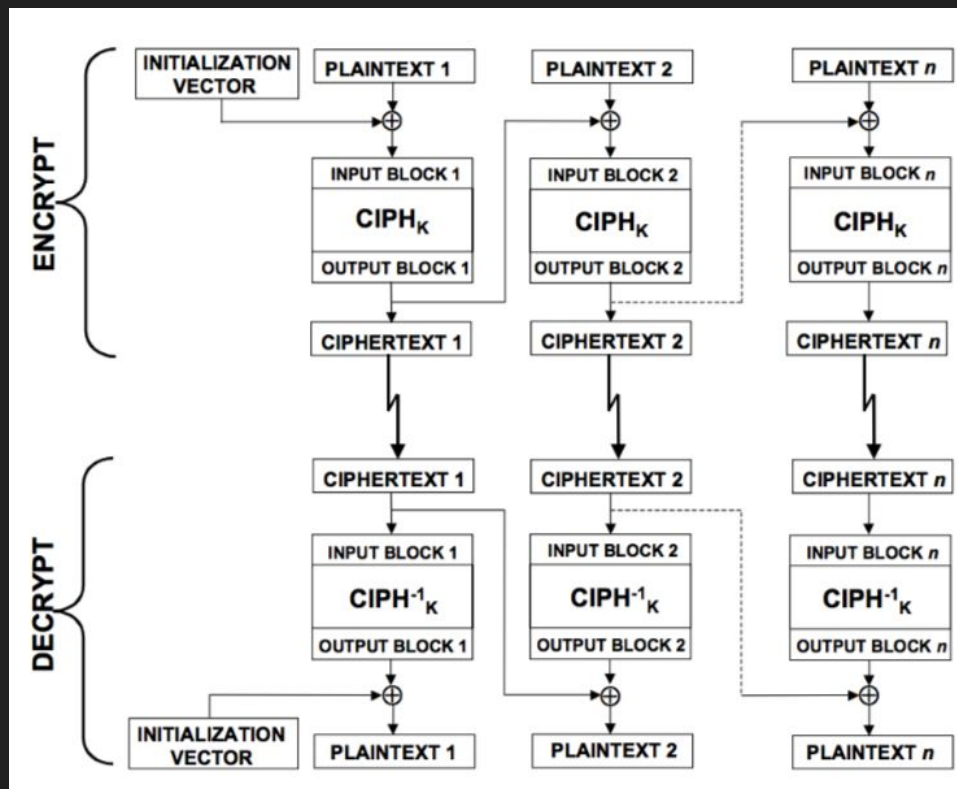 ENCRYPT
INITIALIZATION
VECTOR
PLAINTEXT 1
PLAINTEXT 2
PLAINTEXT n
INPUT BLOCK 1
CIPHK
OUTPUT BLOCK 1
INPUT BLOCK 2
CIPHK
OUTPUT BLOCK 2
INPUT BLOCK n
CIPHK
OUTPUT BLOCK n
CIPHERTEXT 1
CIPHERTEXT 2
CIPHERTEXT n
DECRYPT
CIPHERTEXT 1
CIPHERTEXT 2
CIPHERTEXT n
INPUT BLOCK 1
CIPH-1K
OUTPUT BLOCK 1
INPUT BLOCK 2
CIPH-1K
OUTPUT BLOCK 2
INPUT BLOCK n
CIPH-1K
OUTPUT BLOCK n
INITIALIZATION
VECTOR
PLAINTEXT 1
PLAINTEXT 2
PLAINTEXT n